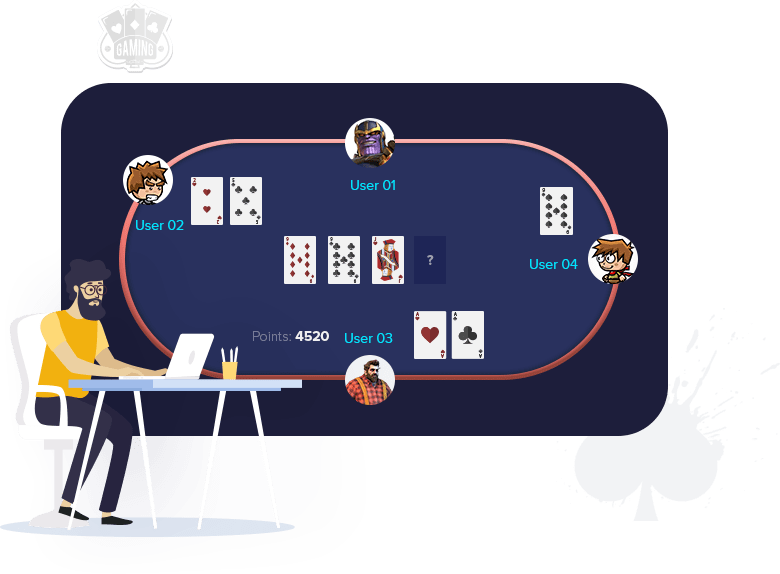 GAMING
User 01
User 02
User 04
?
Points: 4520
User 03
A
A